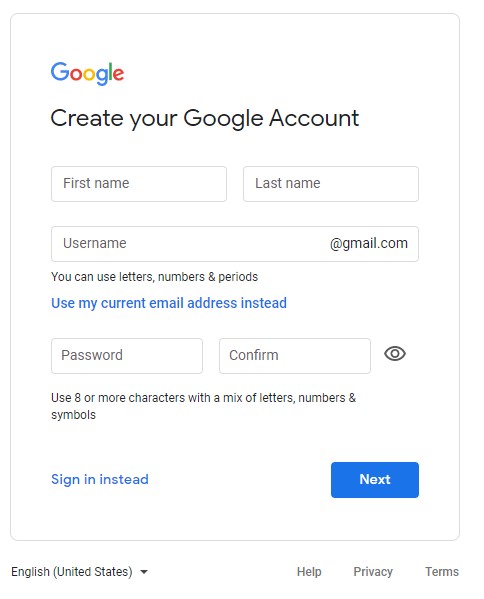 Google
Create your Google Account
First name Last name
Username @gmail.com
You can use letters, numbers & periods
Use my current email address instead
Password Confirm
Use 8 or more characters with a mix of letters, numbers &
symbols
Sign in instead Next
English (United States) Help Privacy Terms